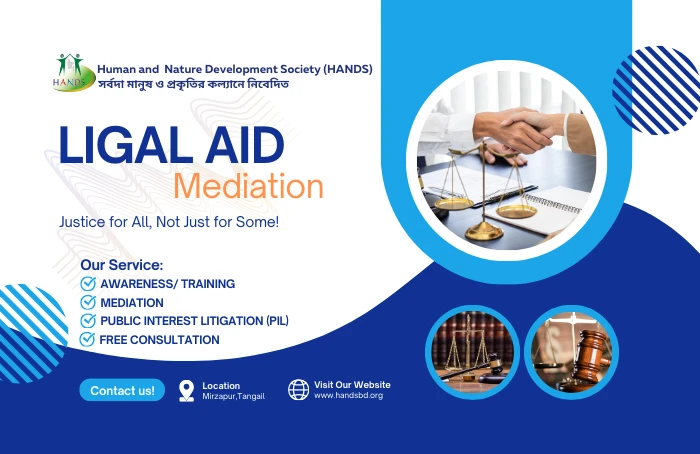 HANDS
Human and Nature Development Society (HANDS)
সর্বদা মানুষ ও প্রকৃতির কল্যানে নিবেদিত
LIGAL AID
Mediation
Justice for All, Not Just for Some!
Our Service:
AWARENESS/ TRAINING
MEDIATION
PUBLIC INTEREST LITIGATION (PIL)
FREE CONSULTATION
Contact us!
Location
Mirzapur,Tangail
Visit Our Website
www.handsbd.org